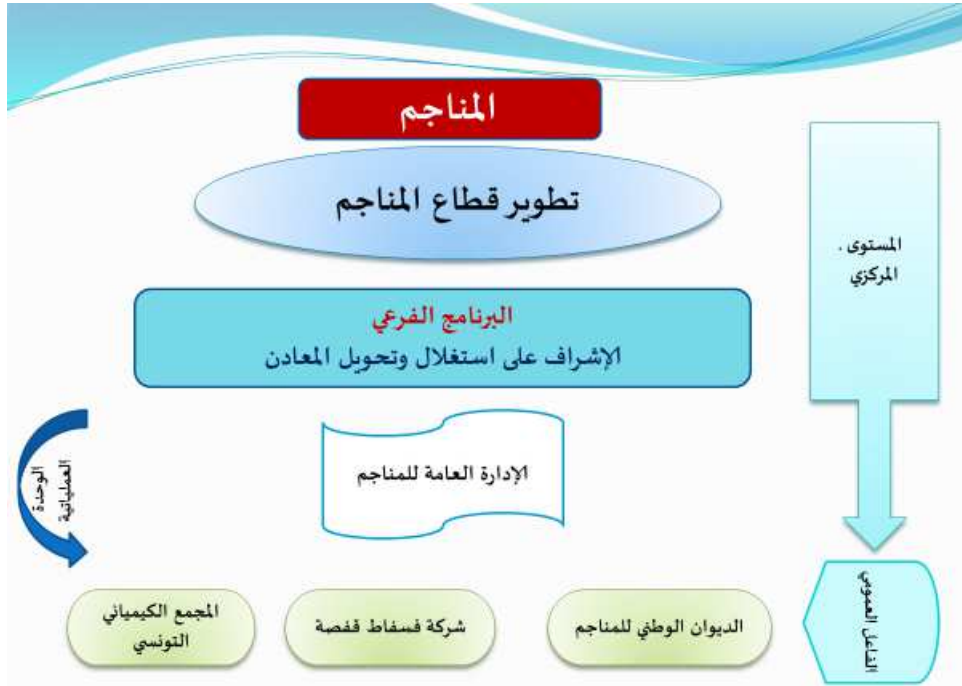 المناجم
تطوير قطاع المناجم
المستوى .
المركزي
البرنامج الفرعي
الإشراف على استغلال وتحويل المعادن
الإدارة العامة للمناجم
الوحدة
العملياتية
الفاعل العمومي
الديوان الوطني للمناجم
شركة فسفاط قفصة
المجمع الكيميائي
التونسي